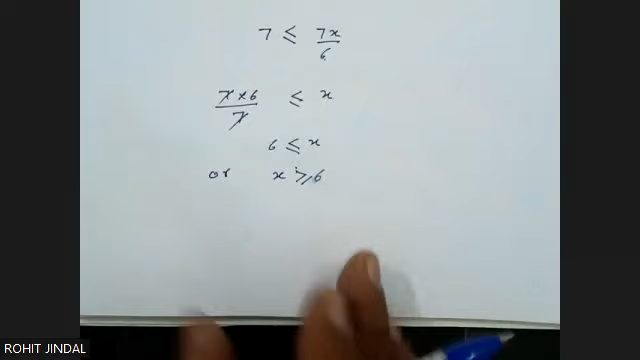 7 ≤ 7x/6
7×6/7 ≤ x
6 ≤ x
or x ≥ 6
ROHIT JINDAL